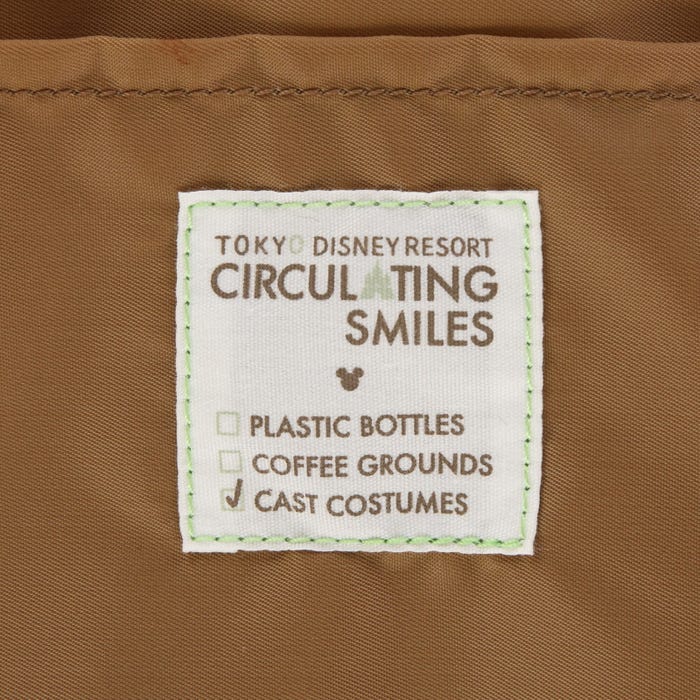 TOKYO DISNEY RESORT
CIRCULATING
SMILES
PLASTIC BOTTLES
COFFEE GROUNDS
CAST COSTUMES